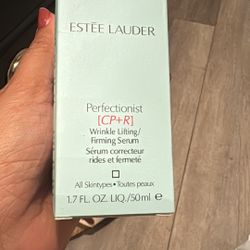 ESTĒE LAUDER
Perfectionist
[CP+R]
Wrinkle Lifting/
Firming Serum
Sérum correcteur
rides et fermeté
All Skintypes • Toutes peaux
1.7 FL. OZ. LIQ./50ml e